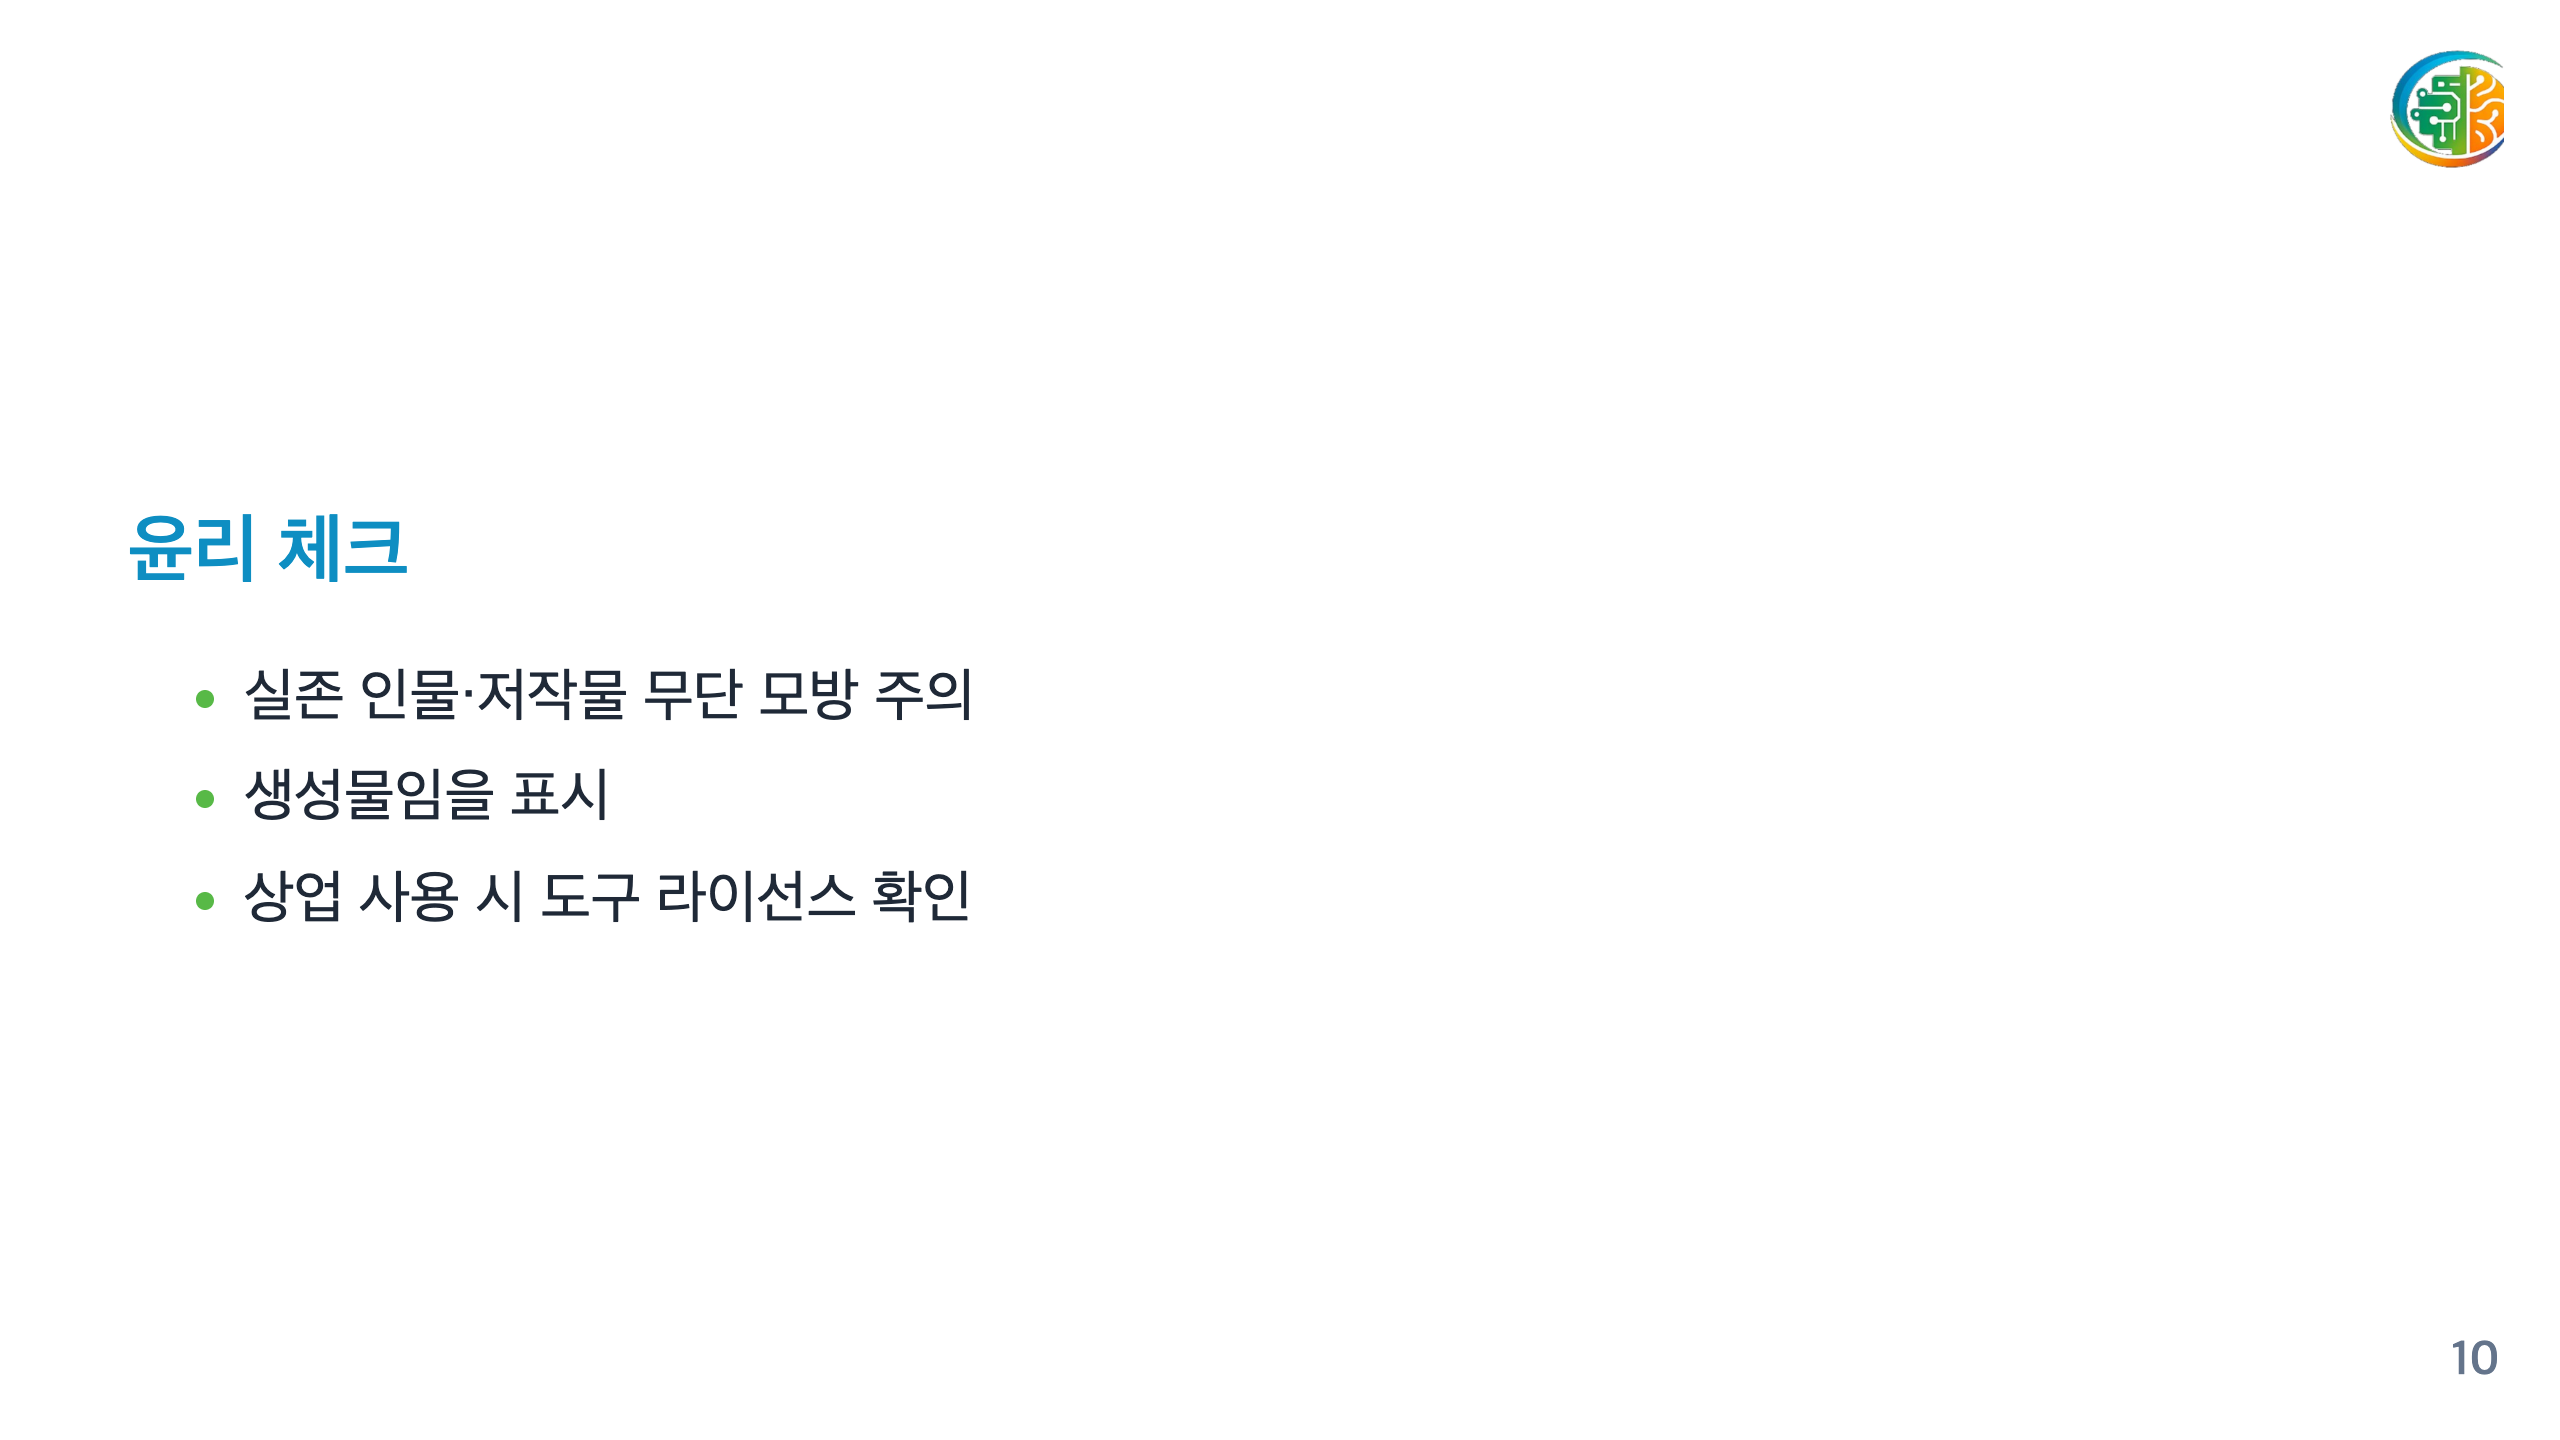 윤리 체크
• 실존 인물·저작물 무단 모방 주의
• 생성물임을 표시
• 상업 사용 시 도구 라이선스 확인
10